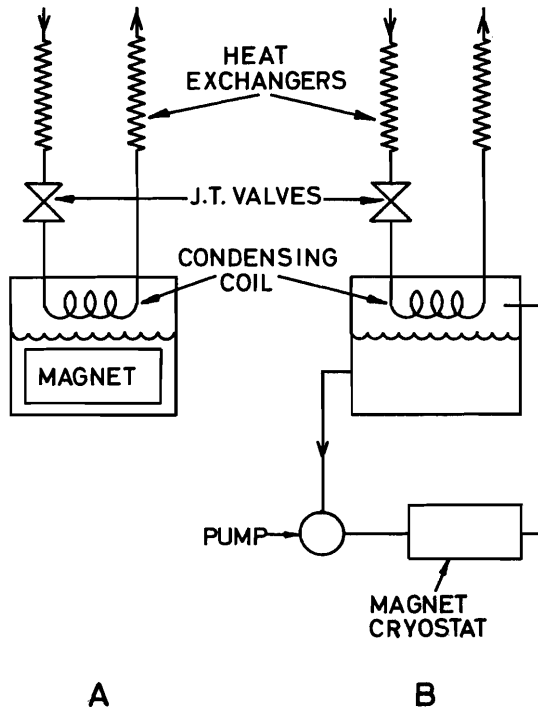 HEAT
EXCHANGERS
J.T. VALVES
CONDENSING
COIL
MAGNET
PUMP
MAGNET
CRYOSTAT
A
B